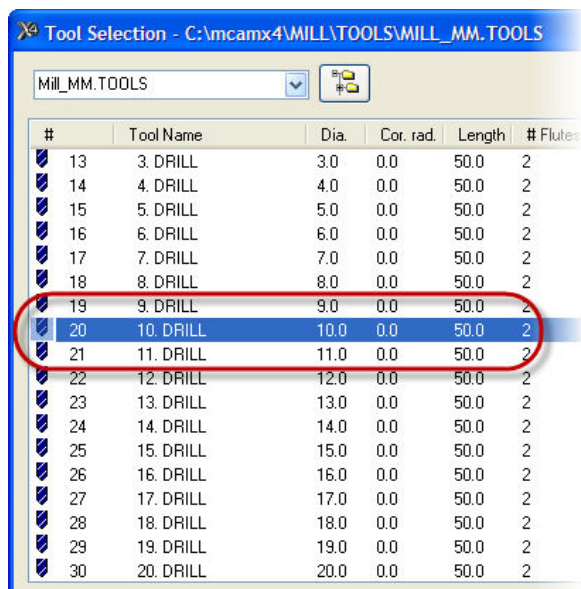 X4 Tool Selection - C:\mcamx4\MILL\TOOLS\MILL_MM.TOOLS
Mill_MM.TOOLS
# Tool Name Dia. Cor. rad. Length # Flutes
13 3. DRILL 3.0 0.0 50.0 2
14 4. DRILL 4.0 0.0 50.0 2
15 5. DRILL 5.0 0.0 50.0 2
16 6. DRILL 6.0 0.0 50.0 2
17 7. DRILL 7.0 0.0 50.0 2
18 8. DRILL 8.0 0.0 50.0 2
19 9. DRILL 9.0 0.0 50.0 2
20 10. DRILL 10.0 0.0 50.0 2
21 11. DRILL 11.0 0.0 50.0 2
22 12. DRILL 12.0 0.0 50.0 2
23 13. DRILL 13.0 0.0 50.0 2
24 14. DRILL 14.0 0.0 50.0 2
25 15. DRILL 15.0 0.0 50.0 2
26 16. DRILL 16.0 0.0 50.0 2
27 17. DRILL 17.0 0.0 50.0 2
28 18. DRILL 18.0 0.0 50.0 2
29 19. DRILL 19.0 0.0 50.0 2
30 20. DRILL 20.0 0.0 50.0 2